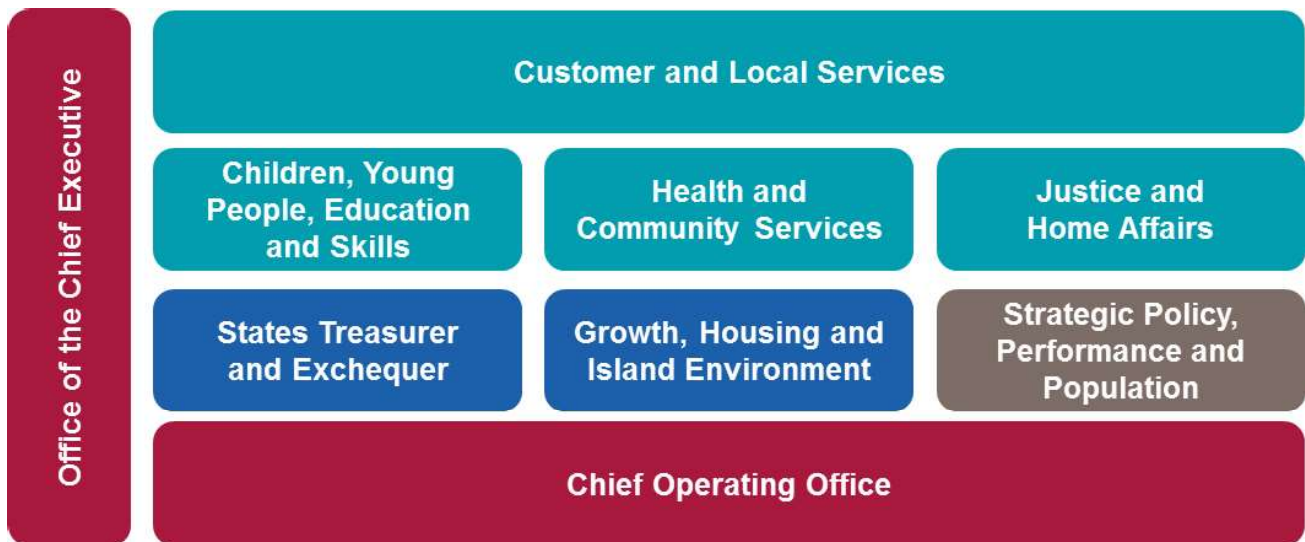 Office of the Chief Executive
Customer and Local Services
Children, Young
People, Education
and Skills
Health and
Community Services
Justice and
Home Affairs
States Treasurer
and Exchequer
Growth, Housing and
Island Environment
Strategic Policy,
Performance and
Population
Chief Operating Office